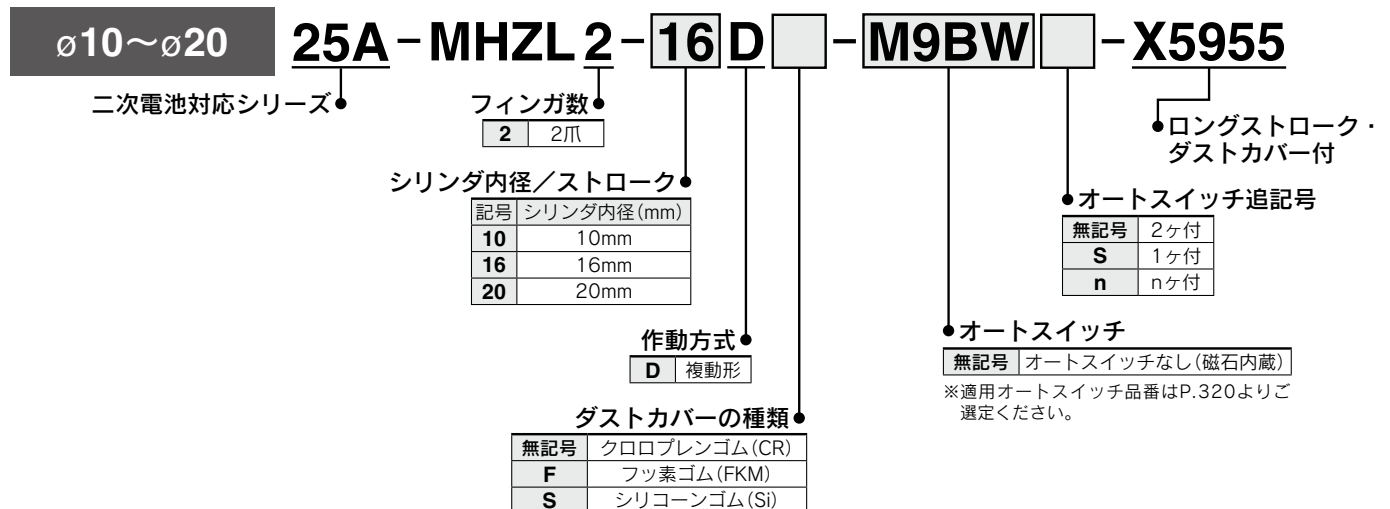 ø10～ø20
25A-MHZL2-16D□-M9BW□-X5955
二次電池対応シリーズ
フィンガ数
2 2爪
ロングストローク・
ダストカバー付
シリンダ内径／ストローク
記号 シリンダ内径(mm)
10 10mm
16 16mm
20 20mm
オートスイッチ追記号
無記号 2ヶ付
S 1ヶ付
n nヶ付
作動方式
D 複動形
オートスイッチ
無記号 オートスイッチなし(磁石内蔵)
※適用オートスイッチ品番はP.320よりご
選定ください。
ダストカバーの種類
無記号 クロロプレンゴム(CR)
F フッ素ゴム(FKM)
S シリコーンゴム(Si)